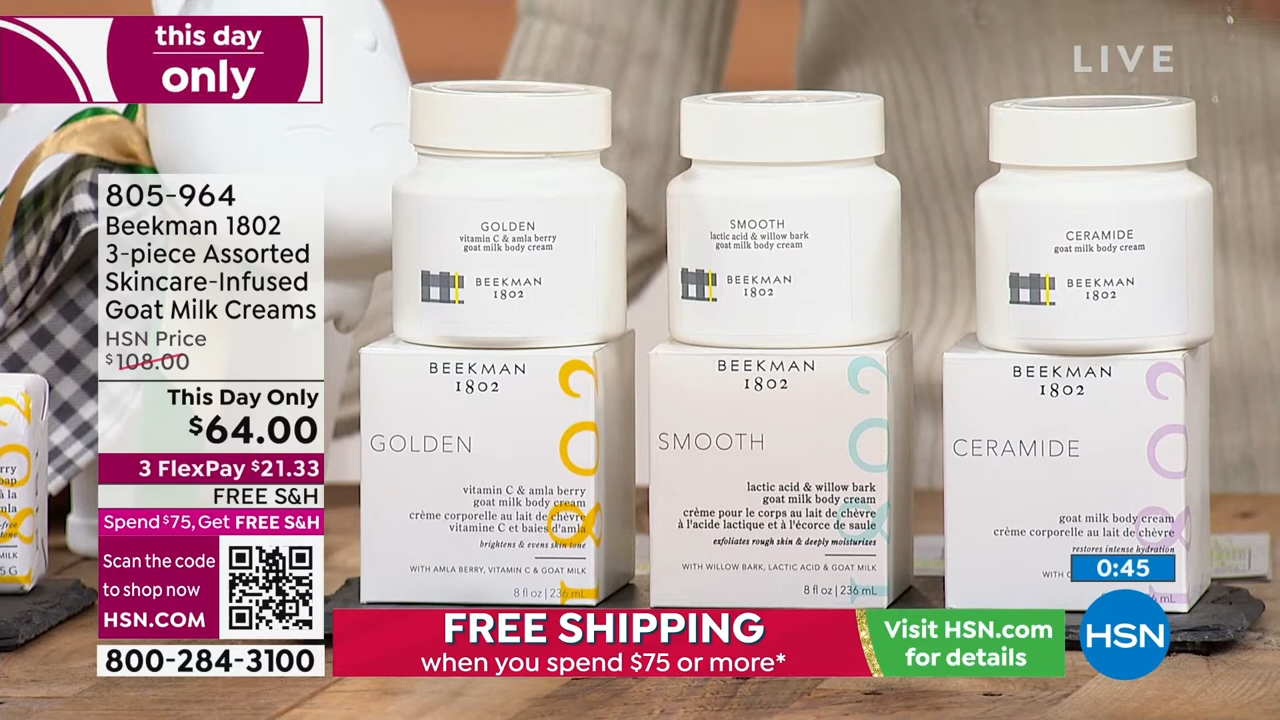 this day
only
LIVE
805-964
Beekman 1802
3-piece Assorted
Skincare-Infused
Goat Milk Creams
HSN Price
$108.00
This Day Only
$64.00
3 FlexPay $21.33
FREE S&H
Spend $75, Get FREE S&H
Scan the code
to shop now
HSN.COM
800-284-3100
GOLDEN
vitamin C & amla berry
goat milk body cream
BEEKMAN
1802
SMOOTH
lactic acid & willow bark
goat milk body cream
BEEKMAN
1802
CERAMIDE
goat milk body cream
BEEKMAN
1802
BEEKMAN
1802
1802
GOLDEN
vitamin C & amla berry
goat milk body cream
crème corporelle au lait de chèvre
vitamine C et baies d'amla
brightens & evens skin tone
WITH AMLA BERRY, VITAMIN C & GOAT MILK
8 fl oz | 236 mL
BEEKMAN
1802
1802
SMOOTH
lactic acid & willow bark
goat milk body cream
crème pour le corps au lait de chèvre
à l'acide lactique et à l'écorce de saule
exfoliates rough skin & deeply moisturizes
WITH WILLOW BARK, LACTIC ACID & GOAT MILK
8 fl oz | 236 mL
BEEKMAN
1802
1802
CERAMIDE
goat milk body cream
crème corporelle au lait de chèvre
restores intense hydration
WITH
0:45
FREE SHIPPING
when you spend $75 or more*
Visit HSN.com
for details
HSN